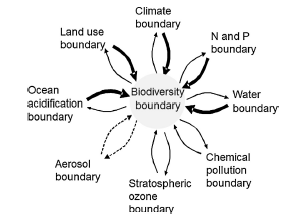 Climate
boundary
Land use
boundary
N and P
boundary
Ocean
acidification
boundary
Biodiversity
boundary
Water
boundary
Aerosol
boundary
Chemical
pollution
boundary
Stratospheric
ozone
boundary